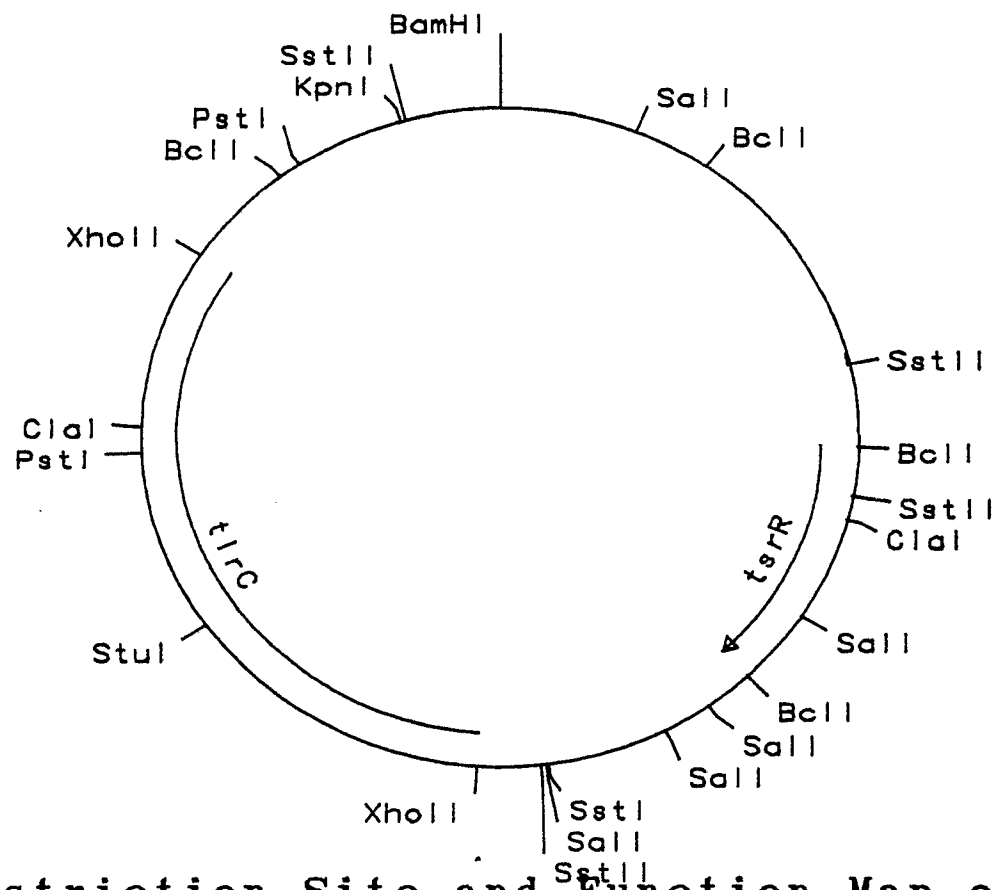 BamHI
SstII
KpnI
SalI
PstI
BclI
BclI
XhoII
SstII
ClaI
BclI
PstI
SstII
ClaI
tsrR
tlrC
SalI
StuI
BclI
SalI
SalI
XhoII
SstI
SalI
SstII
Site and Function Map